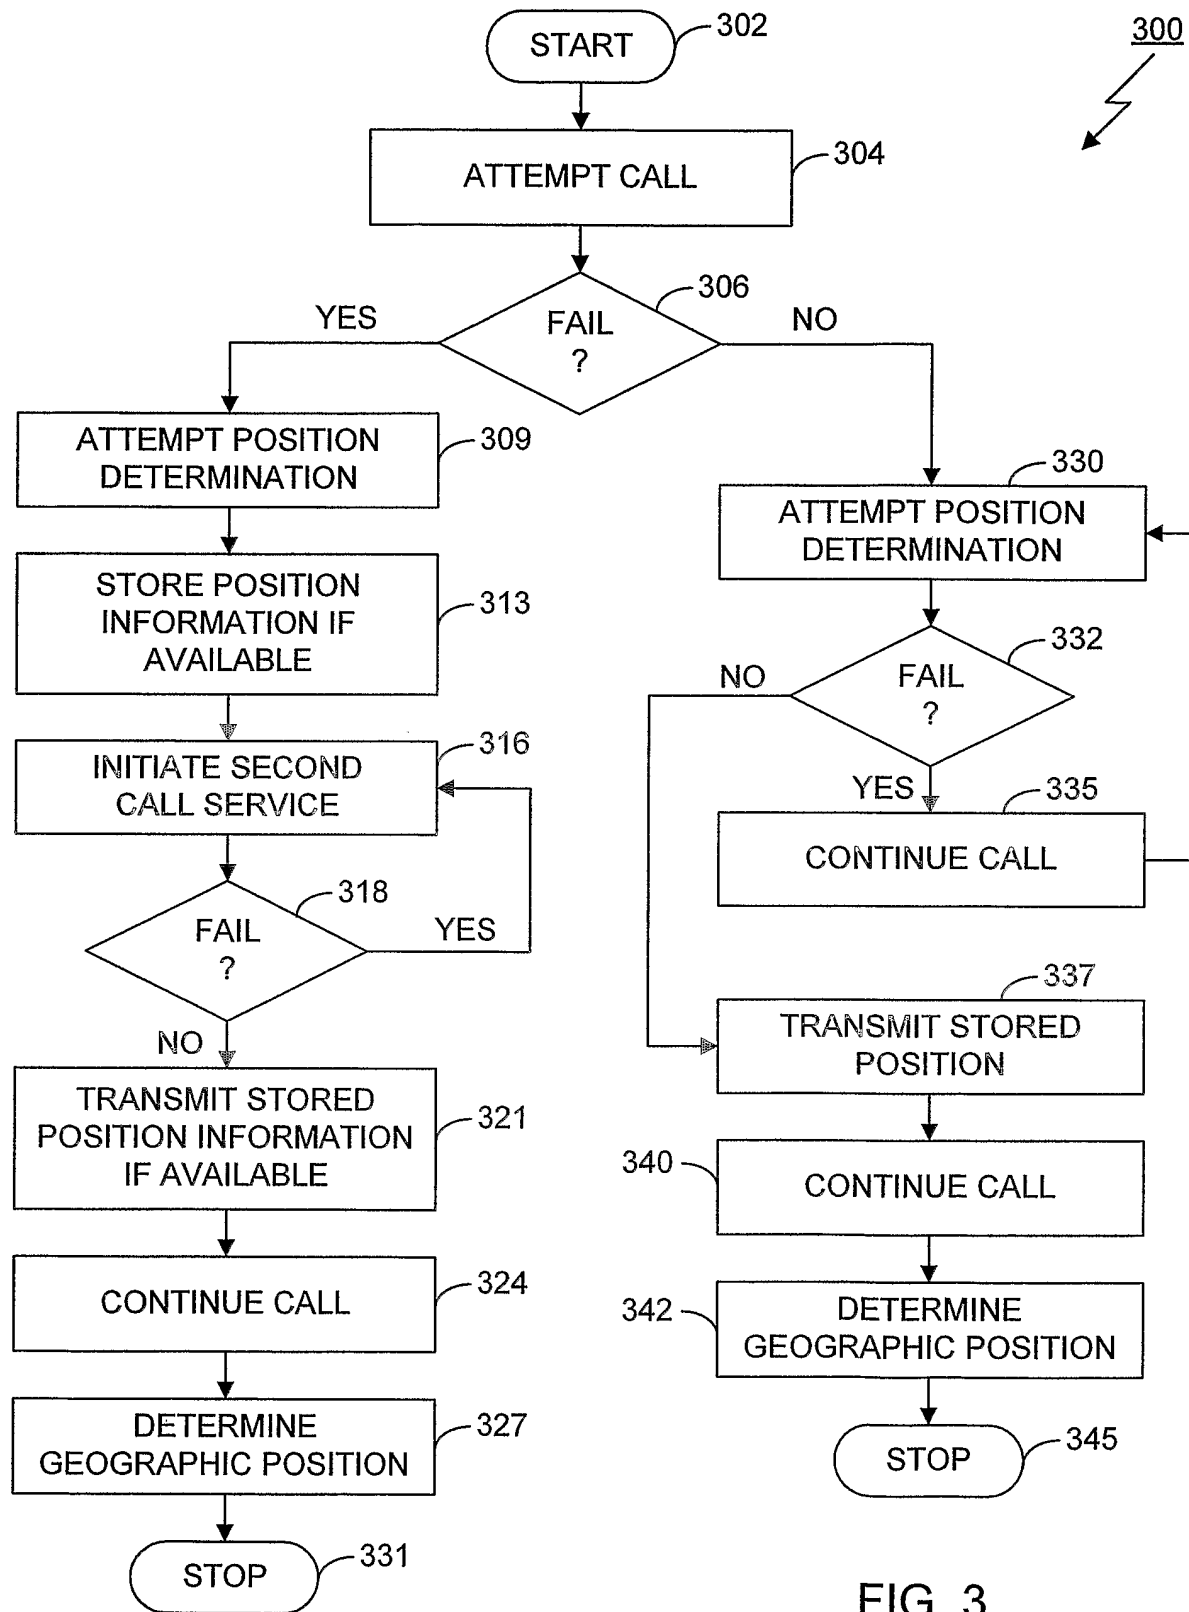 START
302
300
ATTEMPT CALL
304
FAIL
?
306
YES
NO
ATTEMPT POSITION
DETERMINATION
309
STORE POSITION
INFORMATION IF
AVAILABLE
313
INITIATE SECOND
CALL SERVICE
316
FAIL
?
318
YES
NO
TRANSMIT STORED
POSITION INFORMATION
IF AVAILABLE
321
CONTINUE CALL
324
DETERMINE
GEOGRAPHIC POSITION
327
STOP
331
ATTEMPT POSITION
DETERMINATION
330
FAIL
?
332
NO
YES
CONTINUE CALL
335
TRANSMIT STORED
POSITION
337
CONTINUE CALL
340
DETERMINE
GEOGRAPHIC POSITION
342
STOP
345
FIG. 3